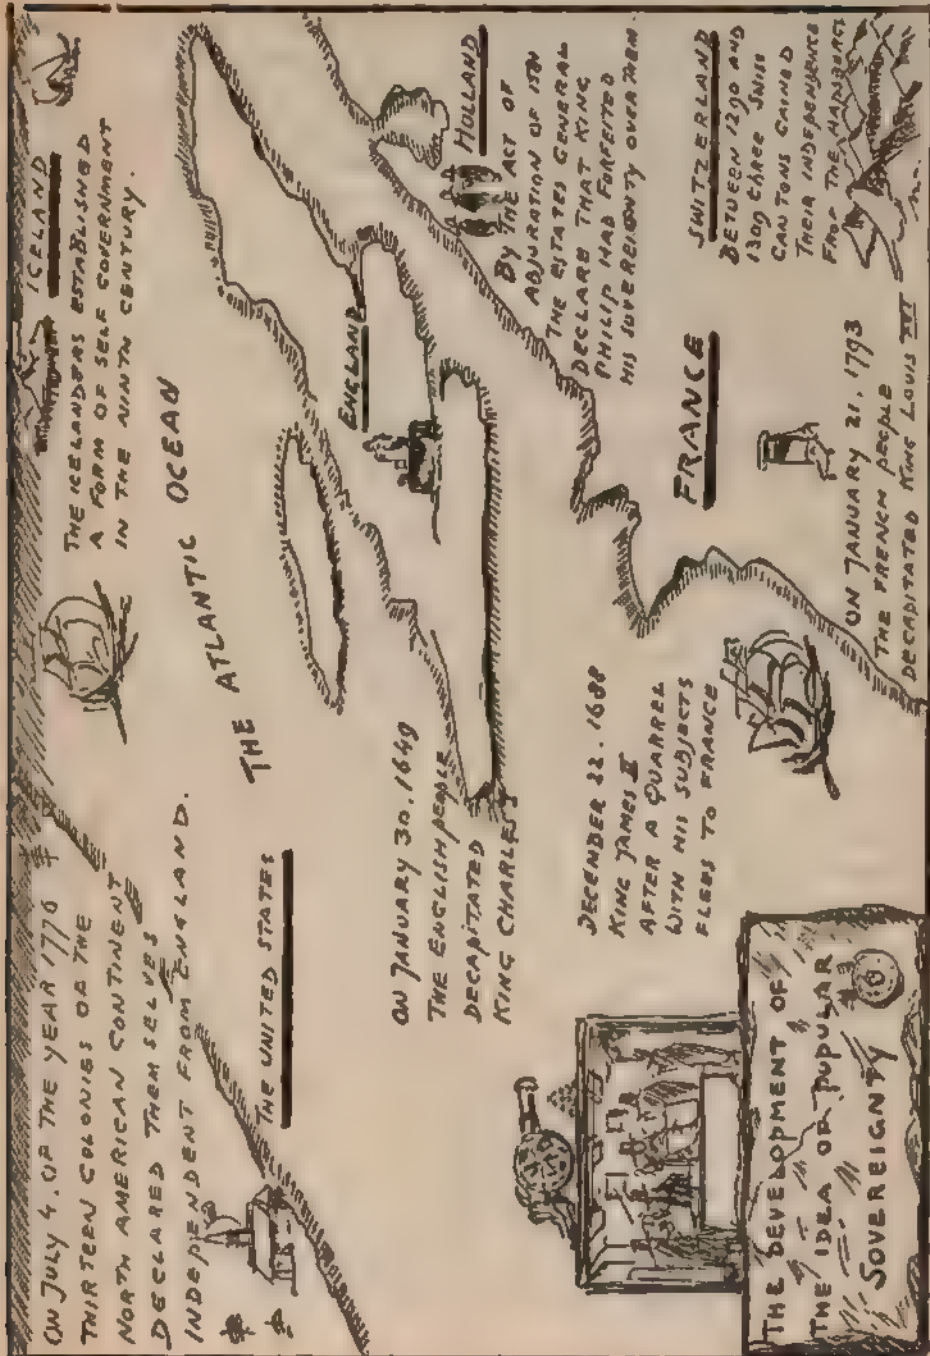 ON JULY 4. OF THE YEAR 1776
THIRTEEN COLONIES OF THE
NORTH AMERICAN CONTINENT
DECLARED THEM SELVES
INDEPENDENT FROM ENGLAND.
THE UNITED STATES
ICELAND
THE ICELANDERS ESTABLISHED
A FORM OF SELF GOVERNMENT
IN THE NINTH CENTURY.
THE ATLANTIC OCEAN
ENGLAND
ON JANUARY 30. 1649
THE ENGLISH PEOPLE
DECAPITATED
KING CHARLES I
HOLLAND
BY THE ACT OF
ADJURATION OF 1581
THE ESTATES GENERAL
DECLARE THAT KING
PHILIP HAD FORFEITED
HIS SOVEREIGNTY OVER THEM
DECEMBER 22. 1688
KING JAMES II
AFTER A QUARREL
WITH HIS SUBJECTS
FLEES TO FRANCE
SWITZERLAND
BETWEEN 1290 AND
1309 THREE SWISS
CANTONS GAINED
THEIR INDEPENDENCE
FROM THE HAPSBURGS
FRANCE
ON JANUARY 21. 1793
THE FRENCH PEOPLE
DECAPITATED KING LOUIS XVI
THE DEVELOPMENT OF
THE IDEA OF POPULAR
SOVEREIGNTY